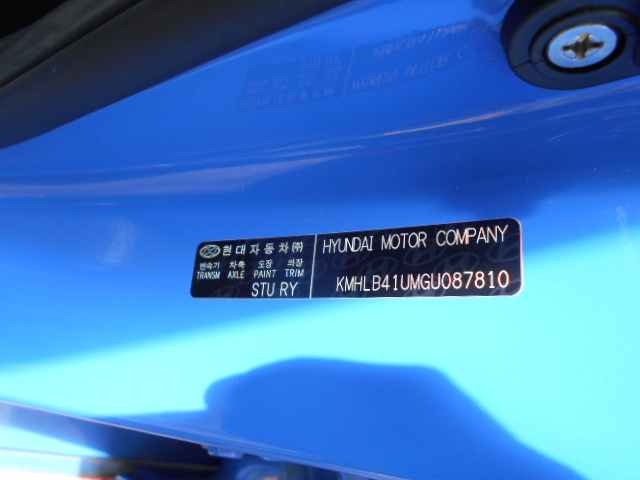 현대자동차㈜
변속기 차축 도장 의장
TRANSM AXLE PAINT TRIM
STU RY
HYUNDAI MOTOR COMPANY
KMHLB41UMGU087810